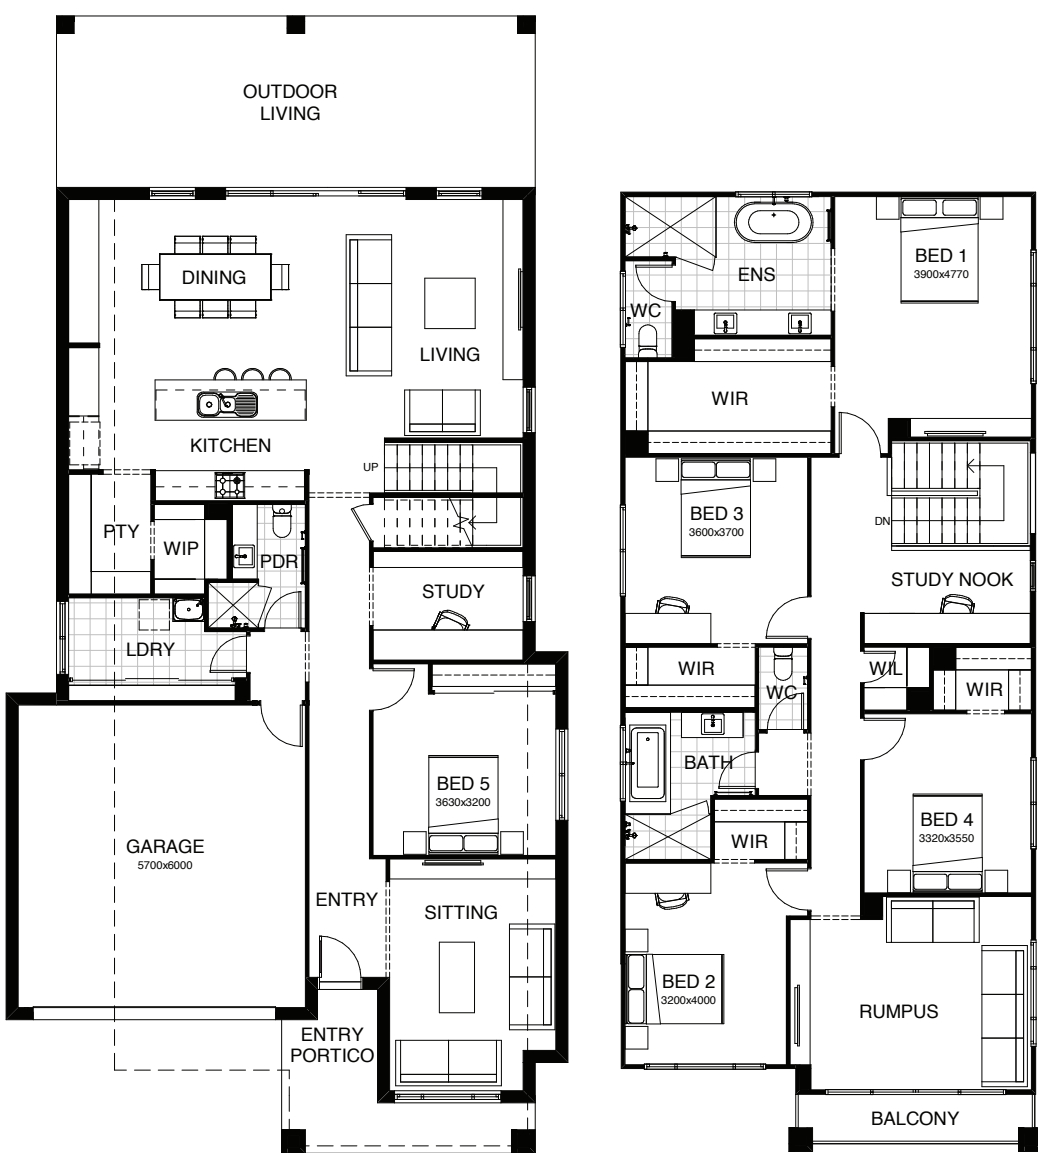 OUTDOOR
LIVING
DINING
LIVING
KITCHEN
UP
PTY
WIP
PDR
STUDY
LDRY
BED 5
3630x3200
GARAGE
5700x6000
ENTRY
SITTING
ENTRY
PORTICO
BED 1
3900x4770
ENS
WC
WIR
BED 3
3600x3700
DN
STUDY NOOK
WIR
WC
WIL
WIR
BATH
BED 4
3320x3550
WIR
BED 2
3200x4000
RUMPUS
BALCONY